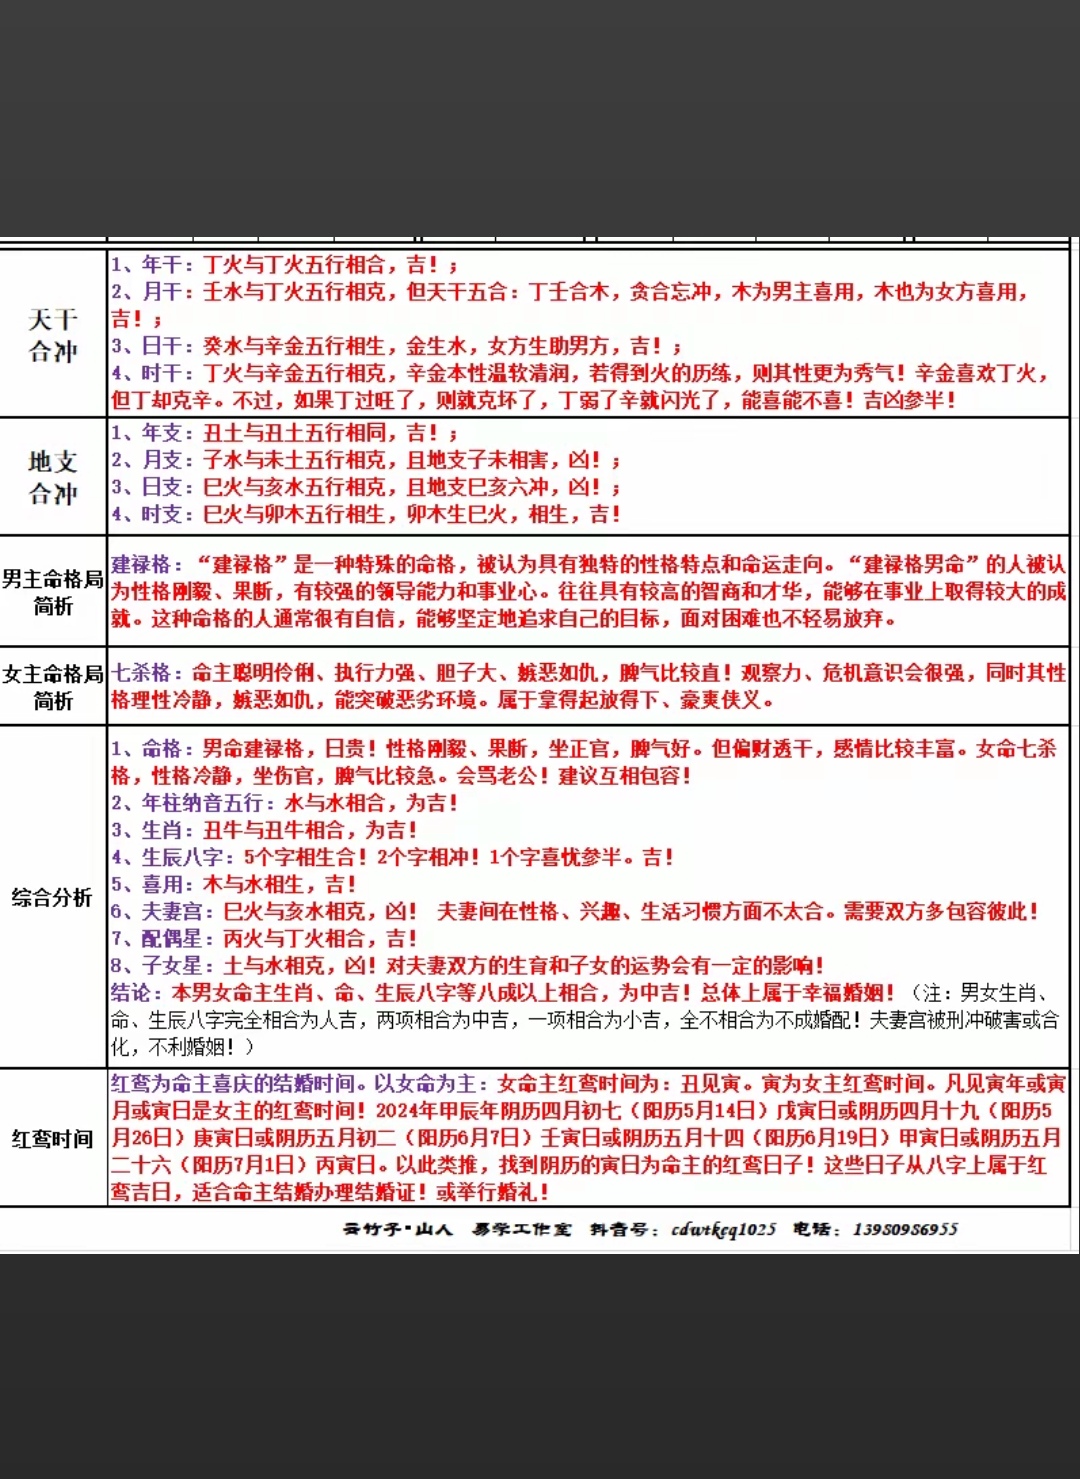 天干
合冲
1、年干：丁火与丁火五行相合，吉！；
2、月干：壬水与丁火五行相克，但天干五合：丁壬合木，贪合忘冲，木为男主喜用，木也为女方喜用，
吉！；
3、日干：癸水与辛金五行相生，金生水，女方生助男方，吉！；
4、时干：丁火与辛金五行相克，辛金本性温软清润，若得到火的历练，则其性更为秀气！辛金喜欢丁火，
但丁却克辛。不过，如果丁过旺了，则就克坏了，丁弱了辛就闪光了，能喜能不喜！吉凶参半！
地支
合冲
1、年支：丑土与丑土五行相同，吉！；
2、月支：子水与未土五行相克，且地支子未相害，凶！；
3、日支：巳火与亥水五行相克，且地支巳亥六冲，凶！；
4、时支：巳火与卯木五行相生，卯木生巳火，相生，吉！
男主命格局
简析
建禄格：“建禄格”是一种特殊的命格，被认为具有独特的性格特点和命运走向。“建禄格男命”的人被认
为性格刚毅、果断，有较强的领导能力和事业心。往往具有较高的智商和才华，能够在事业上取得较大的成
就。这种命格的人通常很有自信，能够坚定地追求自己的目标，面对困难也不轻易放弃。
女主命格局
简析
七杀格：命主聪明伶俐、执行力强、胆子大、嫉恶如仇，脾气比较直！观察力、危机意识会很强，同时其性
格理性冷静，嫉恶如仇，能突破恶劣环境。属于拿得起放得下、豪爽侠义。
综合分析
1、命格：男命建禄格，日贵！性格刚毅、果断，坐正官，脾气好。但偏财透干，感情比较丰富。女命七杀
格，性格冷静，坐伤官，脾气比较急。会骂老公！建议互相包容！
2、年柱纳音五行：水与水相合，为吉！
3、生肖：丑牛与丑牛相合，为吉！
4、生辰八字：5个字相生合！2个字相冲！1个字喜忧参半。吉！
5、喜用：木与水相生，吉！
6、夫妻宫：巳火与亥水相克，凶！ 夫妻间在性格、兴趣、生活习惯方面不太合。需要双方多包容彼此！
7、配偶星：丙火与丁火相合，吉！
8、子女星：土与水相克，凶！对夫妻双方的生育和子女的运势会有一定的影响！
结论：本男女命主生肖、命、生辰八字等八成以上相合，为中吉！总体上属于幸福婚姻！（注：男女生肖、
命、生辰八字完全相合为人吉，两项相合为中吉，一项相合为小吉，全不相合为不成婚配！夫妻宫被刑冲破害或合
化，不利婚姻！）
红鸾时间
红鸾为命主喜庆的结婚时间。以女命为主：女命主红鸾时间为：丑见寅。寅为女主红鸾时间。凡见寅年或寅
月或寅日是女主的红鸾时间！2024年甲辰年阴历四月初七（阳历5月14日）戊寅日或阴历四月十九（阳历5
月26日）庚寅日或阴历五月初二（阳历6月7日）壬寅日或阴历五月十四（阳历6月19日）甲寅日或阴历五月
二十六（阳历7月1日）丙寅日。以此类推，找到阴历的寅日为命主的红鸾日子！这些日子从八字上属于红
鸾吉日，适合命主结婚办理结婚证！或举行婚礼！
云竹子·山人 易学工作室 抖音号：cdwtkcq1025 电话：13980986955